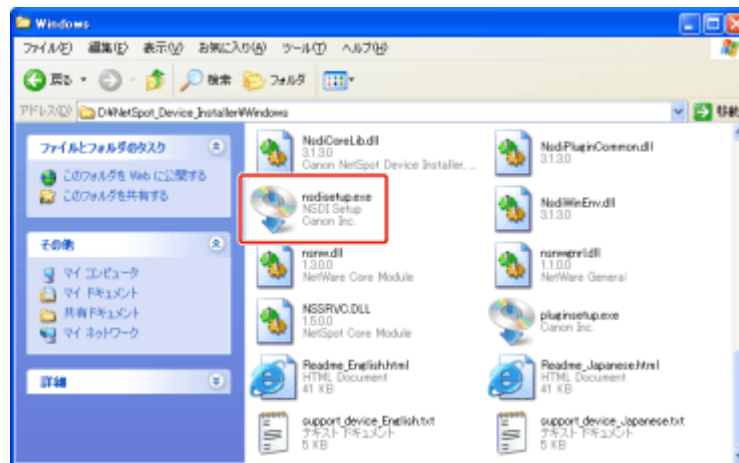 Windows
ファイル(F) 編集(E) 表示(V) お気に入り(A) ツール(T) ヘルプ(H)
戻る 検索 フォルダ
アドレス(D) D:¥NetSpot_Device_Installer¥Windows 移動
ファイルとフォルダのタスク
このフォルダを Web に公開する
このフォルダを共有する
その他
マイ コンピュータ
マイ ドキュメント
共有ドキュメント
マイ ネットワーク
詳細
NsdiCoreLib.dll
3.1.3.0
Canon NetSpot Device Installer, ...
NsdiPluginCommon.dll
3.1.3.0
nsdisetup.exe
NSDI Setup
Canon Inc.
NsdiWinEnv.dll
3.1.3.0
nsrw.dll
1.3.0.0
NetWare Core Module
nsrwgnrl.dll
1.1.0.0
NetWare General
NSSRVC.DLL
1.5.0.0
NetSpot Core Module
pluginsetup.exe
Canon Inc.
Readme_English.html
HTML Document
41 KB
Readme_Japanese.html
HTML Document
41 KB
support_device_English.txt
テキスト ドキュメント
5 KB
support_device_Japanese.txt
テキスト ドキュメント
5 KB